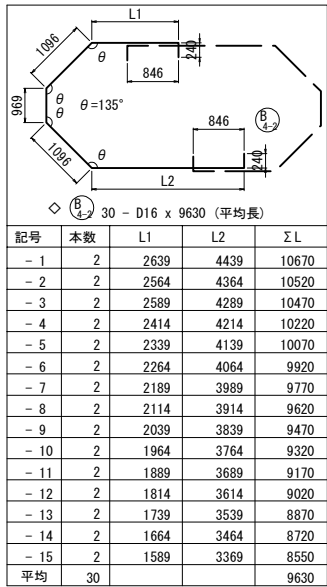 L1
1096
θ
846
240
969
θ
θ
θ=135°
846
B
4-2
1096
θ
240
L2
◇ B 4-2 30 - D16 x 9630 (平均長)
記号 本数 L1 L2 ΣL
- 1 2 2639 4439 10670
- 2 2 2564 4364 10520
- 3 2 2589 4289 10470
- 4 2 2414 4214 10220
- 5 2 2339 4139 10070
- 6 2 2264 4064 9920
- 7 2 2189 3989 9770
- 8 2 2114 3914 9620
- 9 2 2039 3839 9470
- 10 2 1964 3764 9320
- 11 2 1889 3689 9170
- 12 2 1814 3614 9020
- 13 2 1739 3539 8870
- 14 2 1664 3464 8720
- 15 2 1589 3369 8550
平均 30 9630